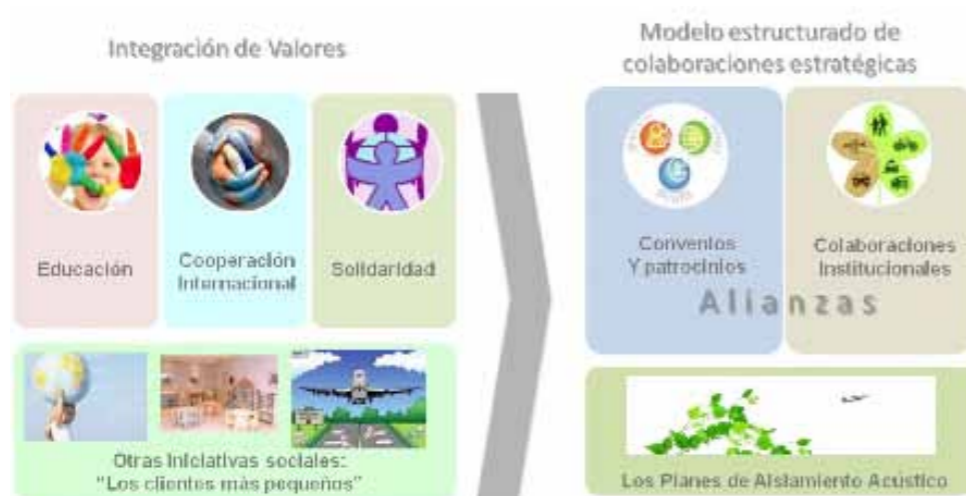 Integración de Valores
Modelo estructurado de
colaboraciones estratégicas
Educación
Cooperación
Internacional
Solidaridad
Convenios
Y patrocinios
Colaboraciones
Institucionales
Alianzas
Otras Iniciativas sociales:
"Los clientes más pequeños"
Los Planes de Aislamiento Acústico